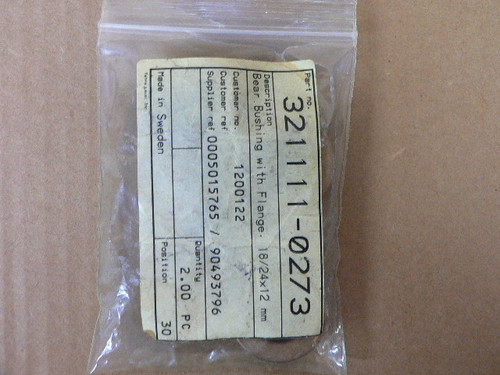 Part no.
321111-0273
Description
Bear Bushing with Flange. 18/24x12 mm
Customer no. 1200122
Customer ref
Supplier ref 0005015765 / 90493796
Quantity
2.00 PC
Made in Sweden
Position 30